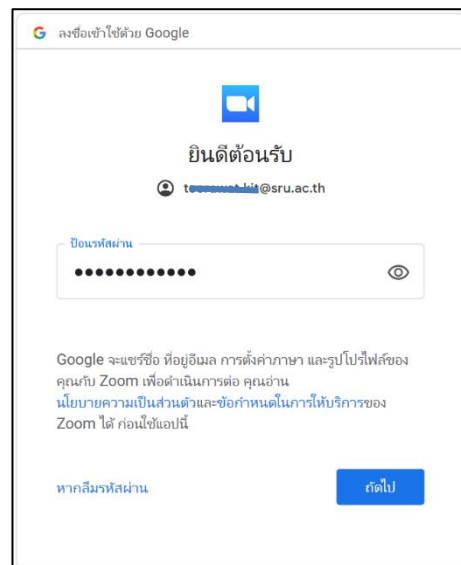 ลงชื่อเข้าใช้ด้วย Google
ยินดีต้อนรับ
@sru.ac.th
ป้อนรหัสผ่าน
Google จะแชร์ชื่อ ที่อยู่อีเมล การตั้งค่าภาษา และรูปโปรไฟล์ของ
คุณกับ Zoom เพื่อดำเนินการต่อ คุณอ่าน
นโยบายความเป็นส่วนตัวและข้อกำหนดในการให้บริการของ
Zoom ได้ ก่อนใช้แอปนี้
หากลืมรหัสผ่าน
ถัดไป